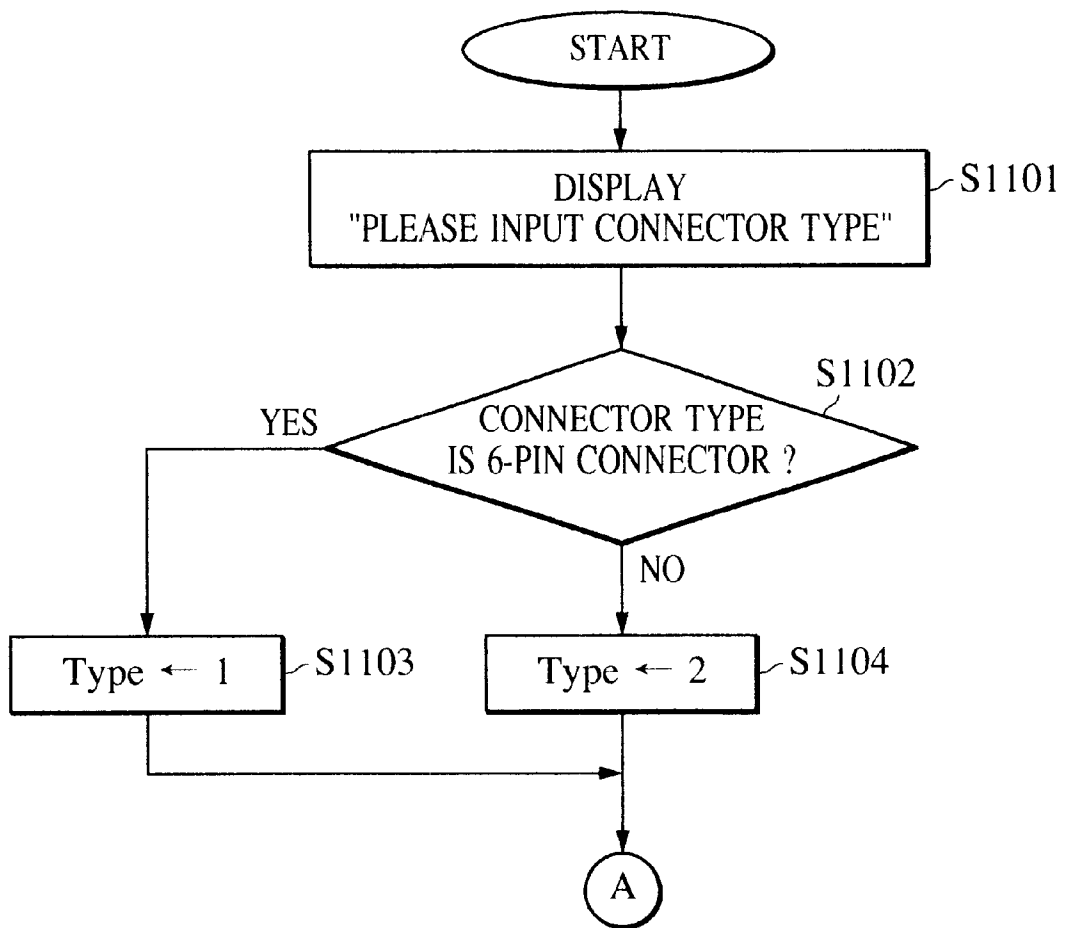 START
DISPLAY
"PLEASE INPUT CONNECTOR TYPE"
S1101
S1102
CONNECTOR TYPE
IS 6-PIN CONNECTOR ?
YES
NO
Type ← 1
S1103
Type ← 2
S1104
A